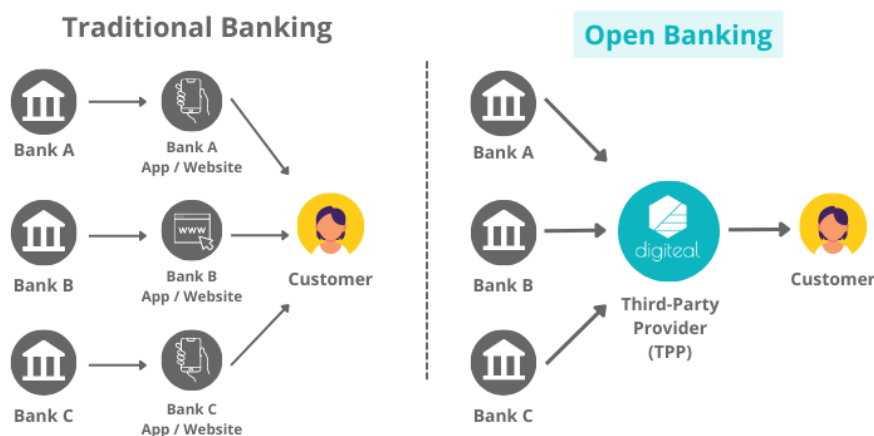 Traditional Banking
Bank A
Bank A
App / Website
Bank B
www
Bank B
App / Website
Customer
Bank C
Bank C
App / Website
Open Banking
Bank A
Bank B
Bank C
digiteal
Third-Party
Provider
(TPP)
Customer